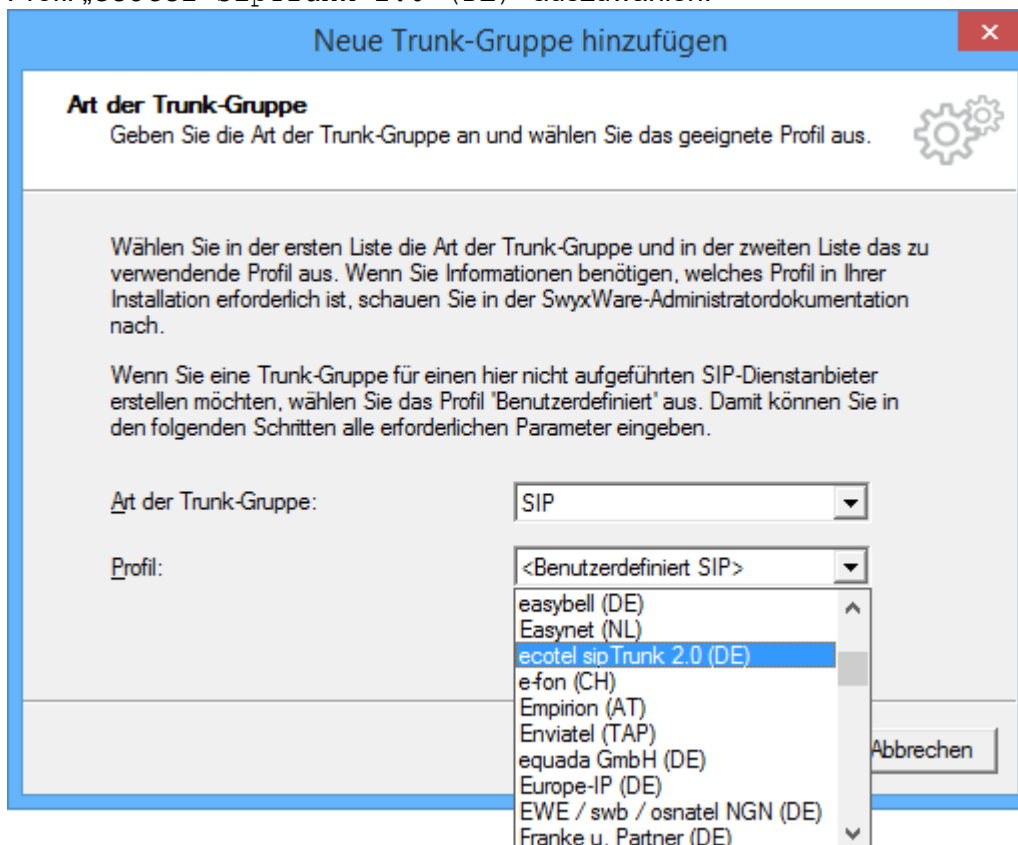 Neue Trunk-Gruppe hinzufügen
Art der Trunk-Gruppe
Geben Sie die Art der Trunk-Gruppe an und wählen Sie das geeignete Profil aus.
Wählen Sie in der ersten Liste die Art der Trunk-Gruppe und in der zweiten Liste das zu
verwendende Profil aus. Wenn Sie Informationen benötigen, welches Profil in Ihrer
Installation erforderlich ist, schauen Sie in der SwyxWare-Administratordokumentation
nach.
Wenn Sie eine Trunk-Gruppe für einen hier nicht aufgeführten SIP-Dienstanbieter
erstellen möchten, wählen Sie das Profil "Benutzerdefiniert" aus. Damit können Sie in
den folgenden Schritten alle erforderlichen Parameter eingeben.
Art der Trunk-Gruppe:
SIP
Profil:
<Benutzerdefiniert SIP>
easybell (DE)
Easynet (NL)
ecotel sipTrunk 2.0 (DE)
e-fon (CH)
Empirion (AT)
Enviatel (TAP)
equada GmbH (DE)
Abbrechen
Europe-IP (DE)
EWE / swb / osnatel NGN (DE)
Franke u. Partner (DE)